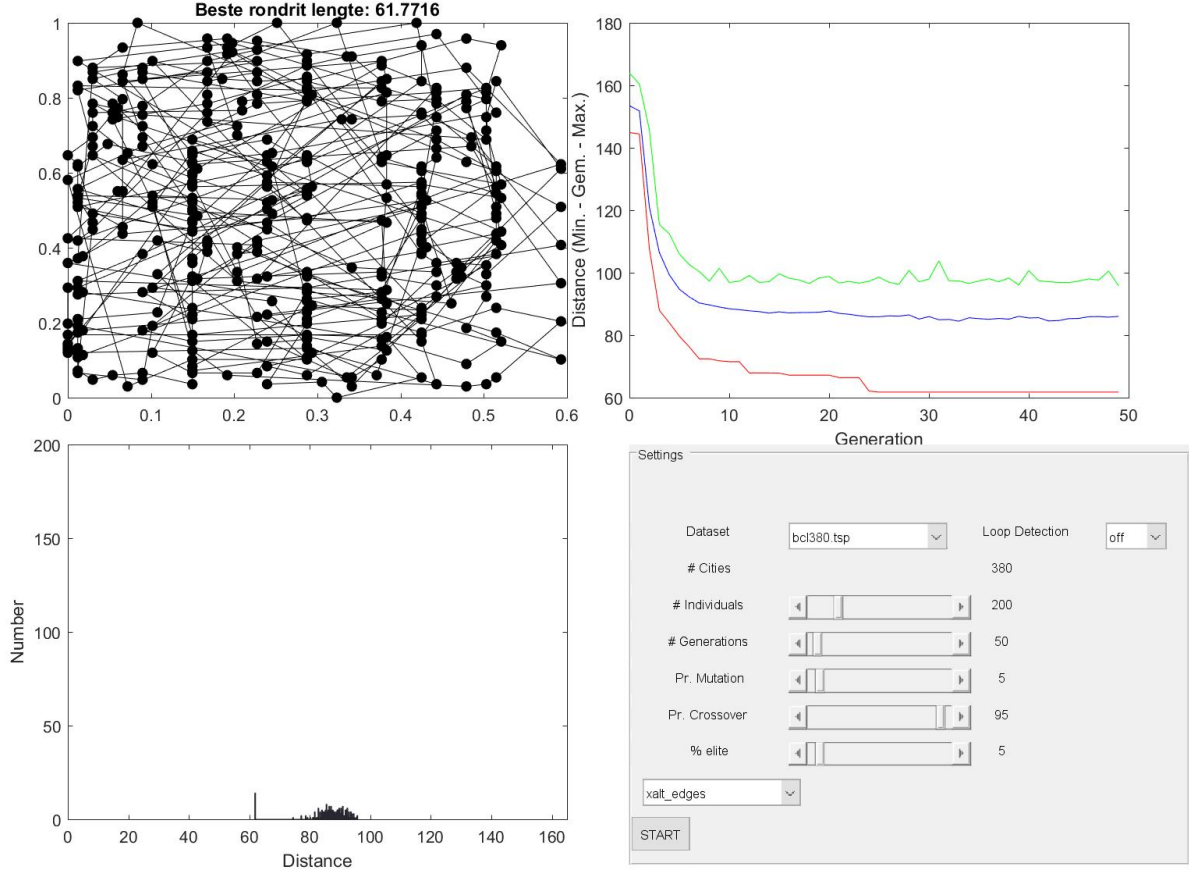 Beste rondrit lengte: 61.7716
1
0.8
0.6
0.4
0.2
0
0 0.1 0.2 0.3 0.4 0.5 0.6
180
160
140
120
100
80
60
Distance (Min. - Gem. - Max.)
0 10 20 30 40 50
Generation
200
150
100
50
0
Number
0 20 40 60 80 100 120 140 160
Distance
Settings
Dataset bcl380.tsp Loop Detection off
# Cities 380
# Individuals 200
# Generations 50
Pr. Mutation 5
Pr. Crossover 95
% elite 5
xalt_edges
START